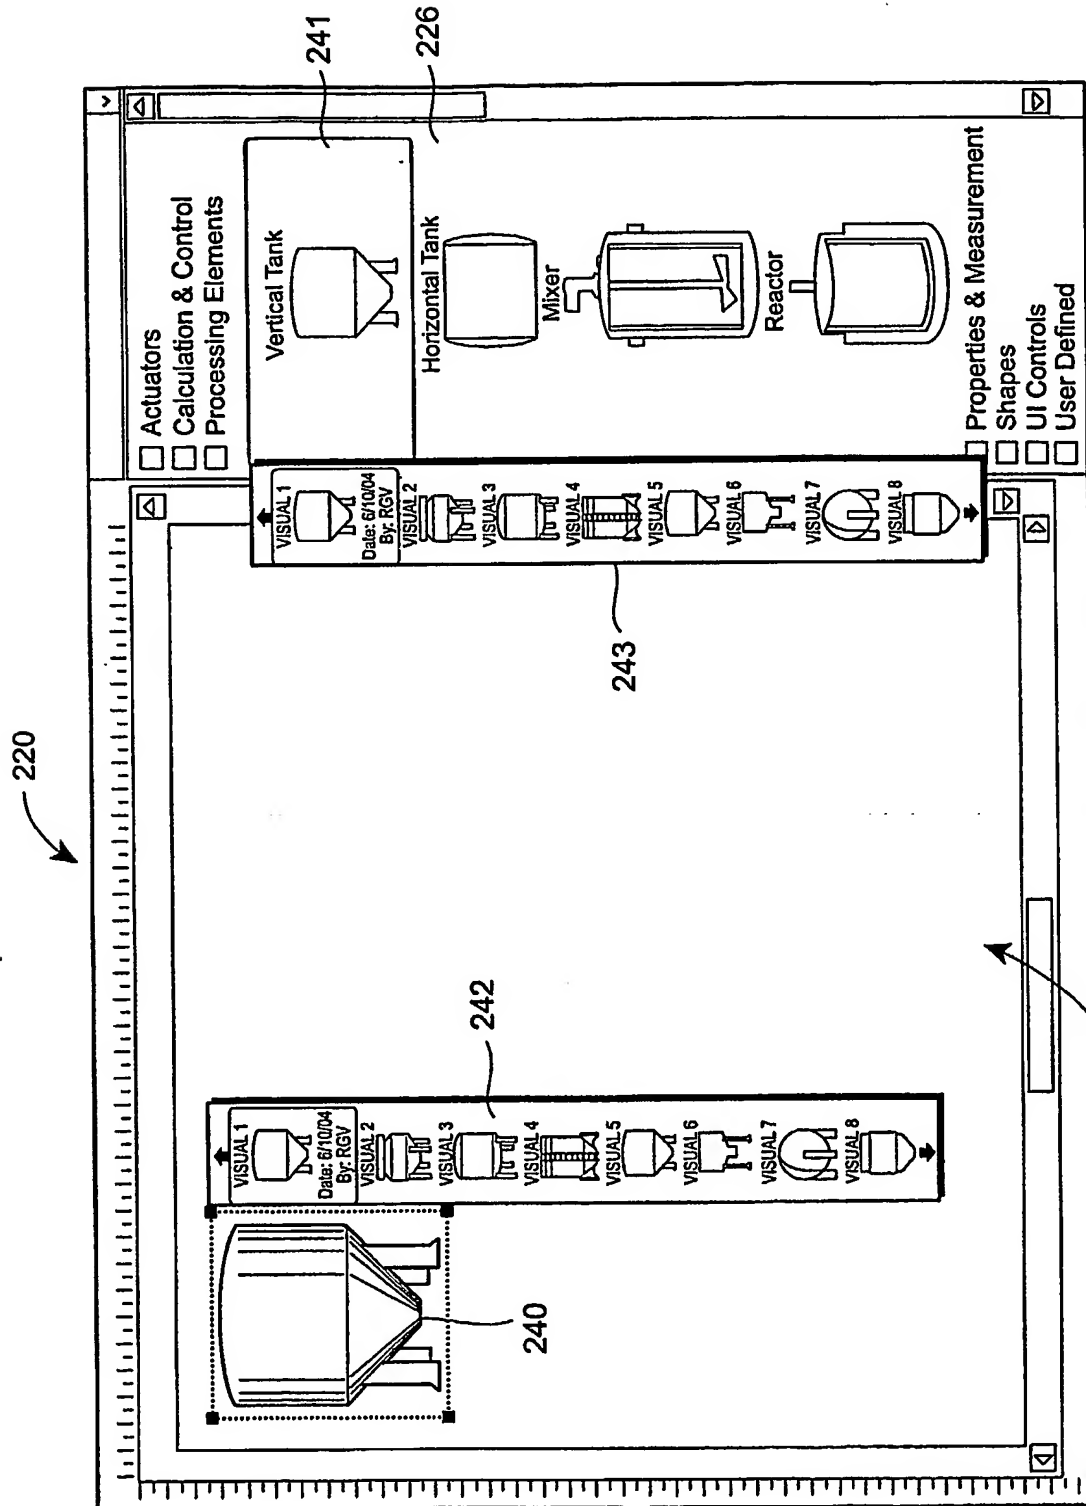 220
Actuators
Calculation & Control
Processing Elements
Vertical Tank
241
226
Horizontal Tank
Mixer
Reactor
Properties & Measurement
Shapes
UI Controls
User Defined
VISUAL 1
Date: 6/10/04
By: RGV
VISUAL 2
VISUAL 3
VISUAL 4
VISUAL 5
VISUAL 6
VISUAL 7
VISUAL 8
243
VISUAL 1
Date: 6/10/04
By: RGV
VISUAL 2
VISUAL 3
VISUAL 4
VISUAL 5
VISUAL 6
VISUAL 7
VISUAL 8
242
240